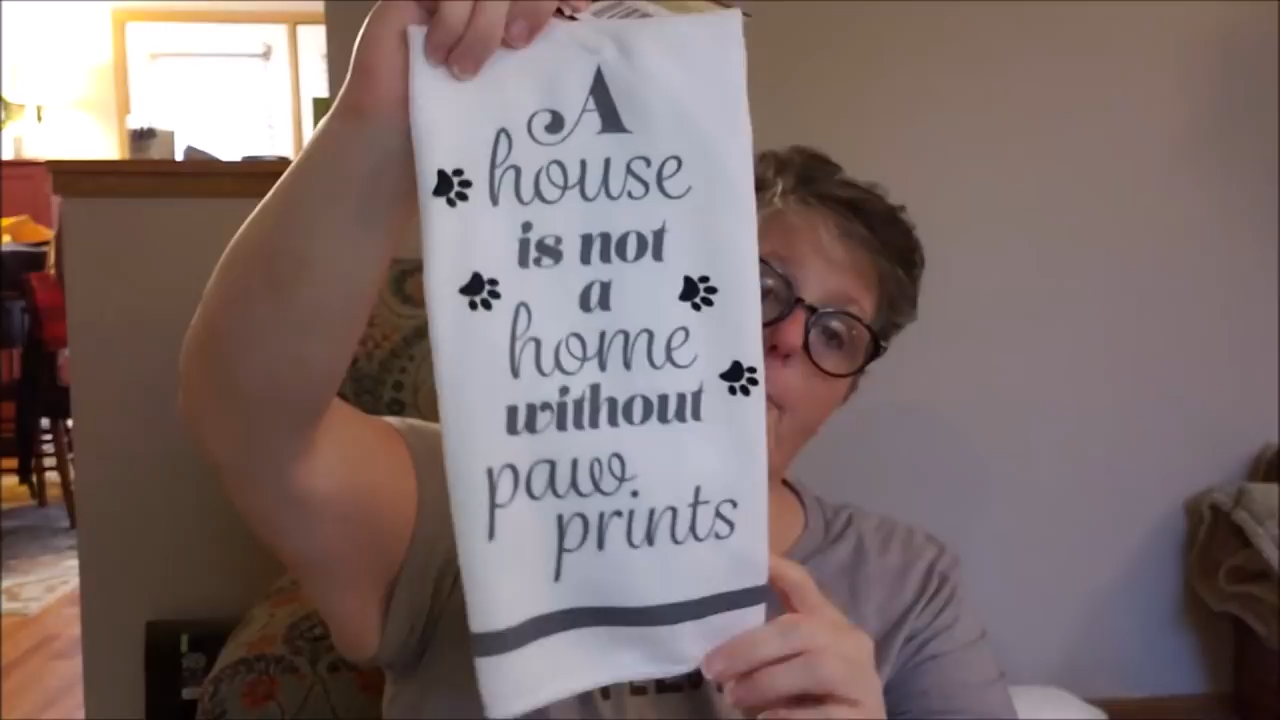 A
house
is not
a
home
without
paw
prints